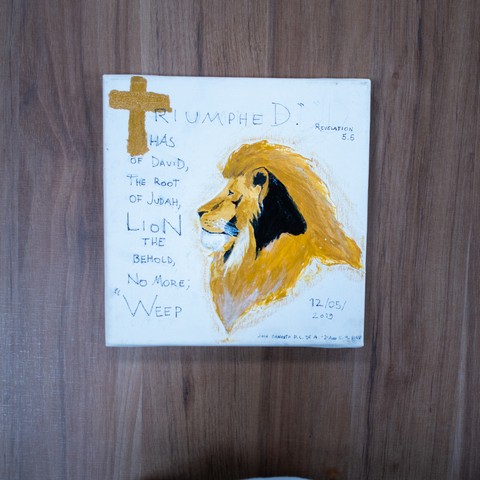 "WEEP
NO MORE;
BEHOLD,
THE
LION
OF JUDAH,
THE ROOT
OF DAVID,
HAS
TRIUMPHED."
REVELATION
5.5
12/05/
2019